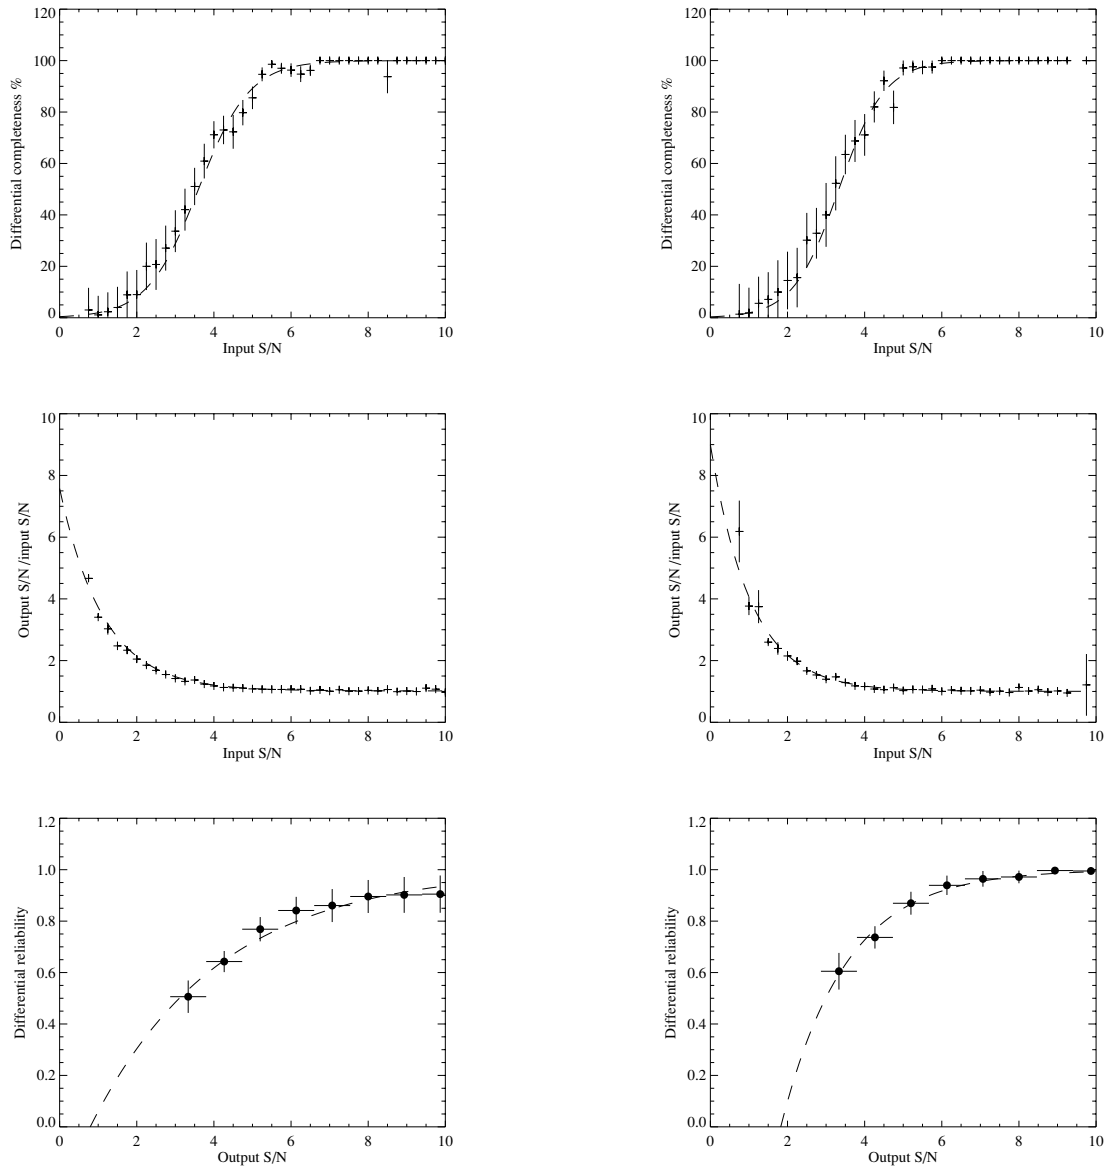 120
100
80
60
40
20
0
Differential completeness %
0 2 4 6 8 10
Input S/N
120
100
80
60
40
20
0
Differential completeness %
0 2 4 6 8 10
Input S/N
10
8
6
4
2
0
Output S/N /input S/N
0 2 4 6 8 10
Input S/N
10
8
6
4
2
0
Output S/N /input S/N
0 2 4 6 8 10
Input S/N
1.2
1.0
0.8
0.6
0.4
0.2
0.0
Differential reliability
0 2 4 6 8 10
Output S/N
1.2
1.0
0.8
0.6
0.4
0.2
0.0
Differential reliability
0 2 4 6 8 10
Output S/N